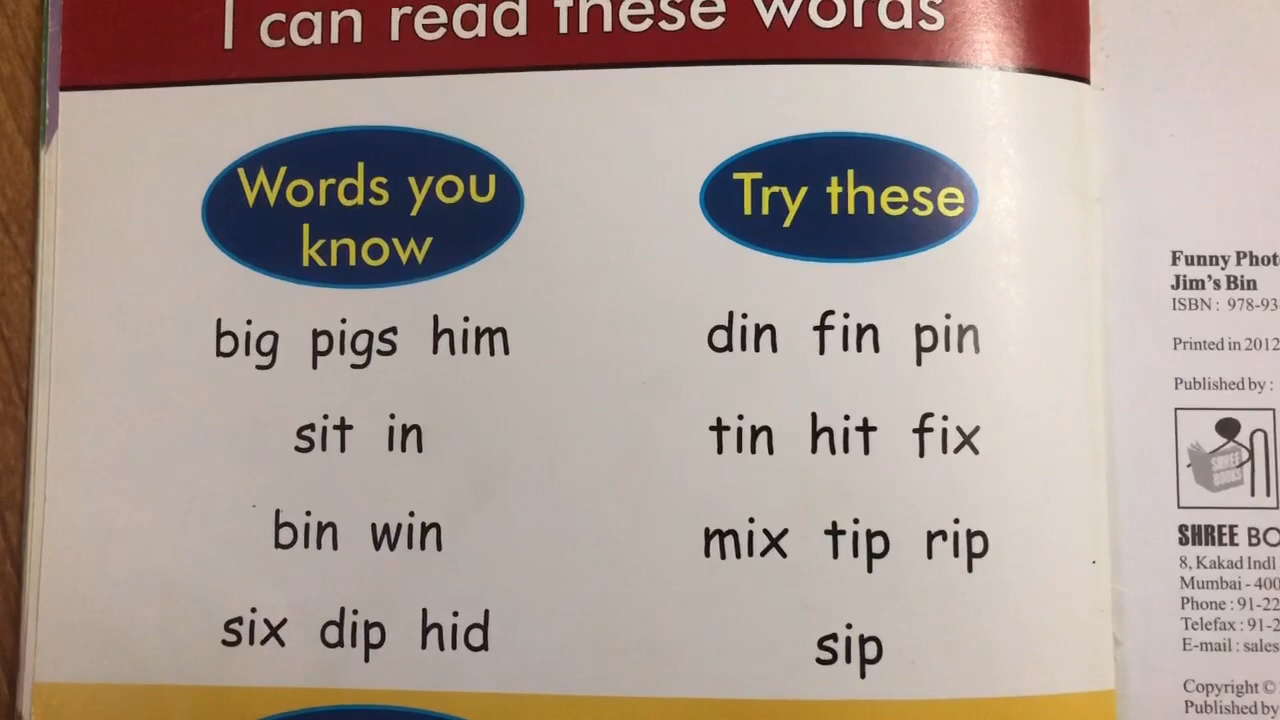 I can read these words
Words you
know
big pigs him
sit in
bin win
six dip hid
Try these
din fin pin
tin hit fix
mix tip rip
sip
Funny Phot
Jim's Bin
ISBN : 978-93
Printed in 2012
Published by :
SHREE
BOOKS
SHREE BO
8, Kakad Indl
Mumbai - 400
Phone : 91-22
Telefax : 91-2
E-mail : sales
Copyright ©
Published by